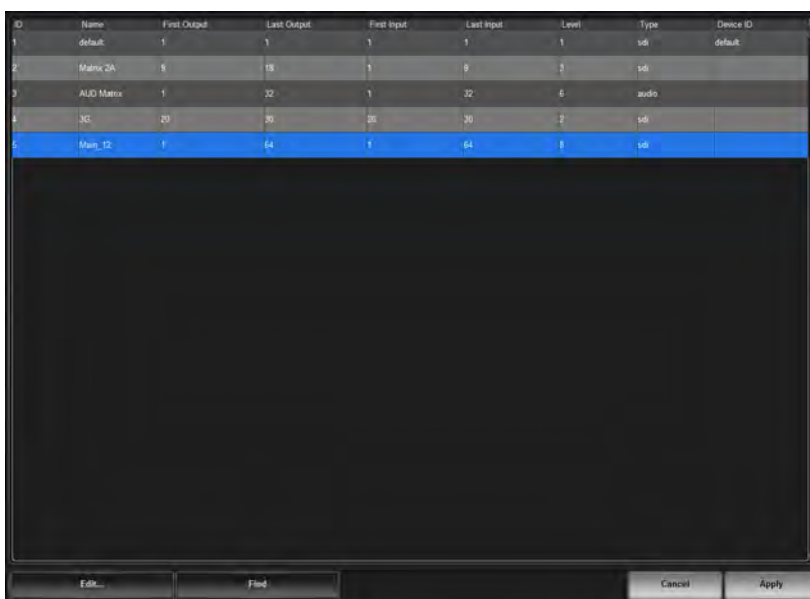 ID Name First Output Last Output First Input Last Input Level Type Device ID
1 default 1 1 1 1 1 sdi default
2 Matrix 2A 9 18 1 9 3 sdi
3 AUD Matrix 1 32 1 32 6 audio
4 3G 20 30 20 30 2 sdi
5 Main_12 1 64 1 64 8 sdi
Edit... Find Cancel Apply